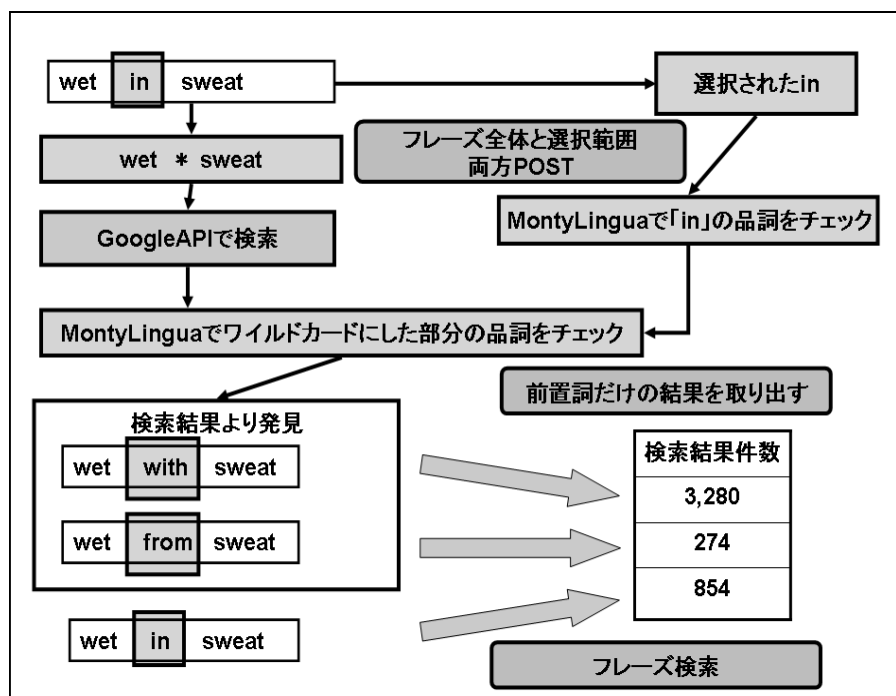 wet in sweat
選択されたin
フレーズ全体と選択範囲
両方POST
wet * sweat
MontyLinguaで「in」の品詞をチェック
GoogleAPIで検索
MontyLinguaでワイルドカードにした部分の品詞をチェック
前置詞だけの結果を取り出す
検索結果より発見
wet with sweat
wet from sweat
wet in sweat
検索結果件数
3,280
274
854
フレーズ検索